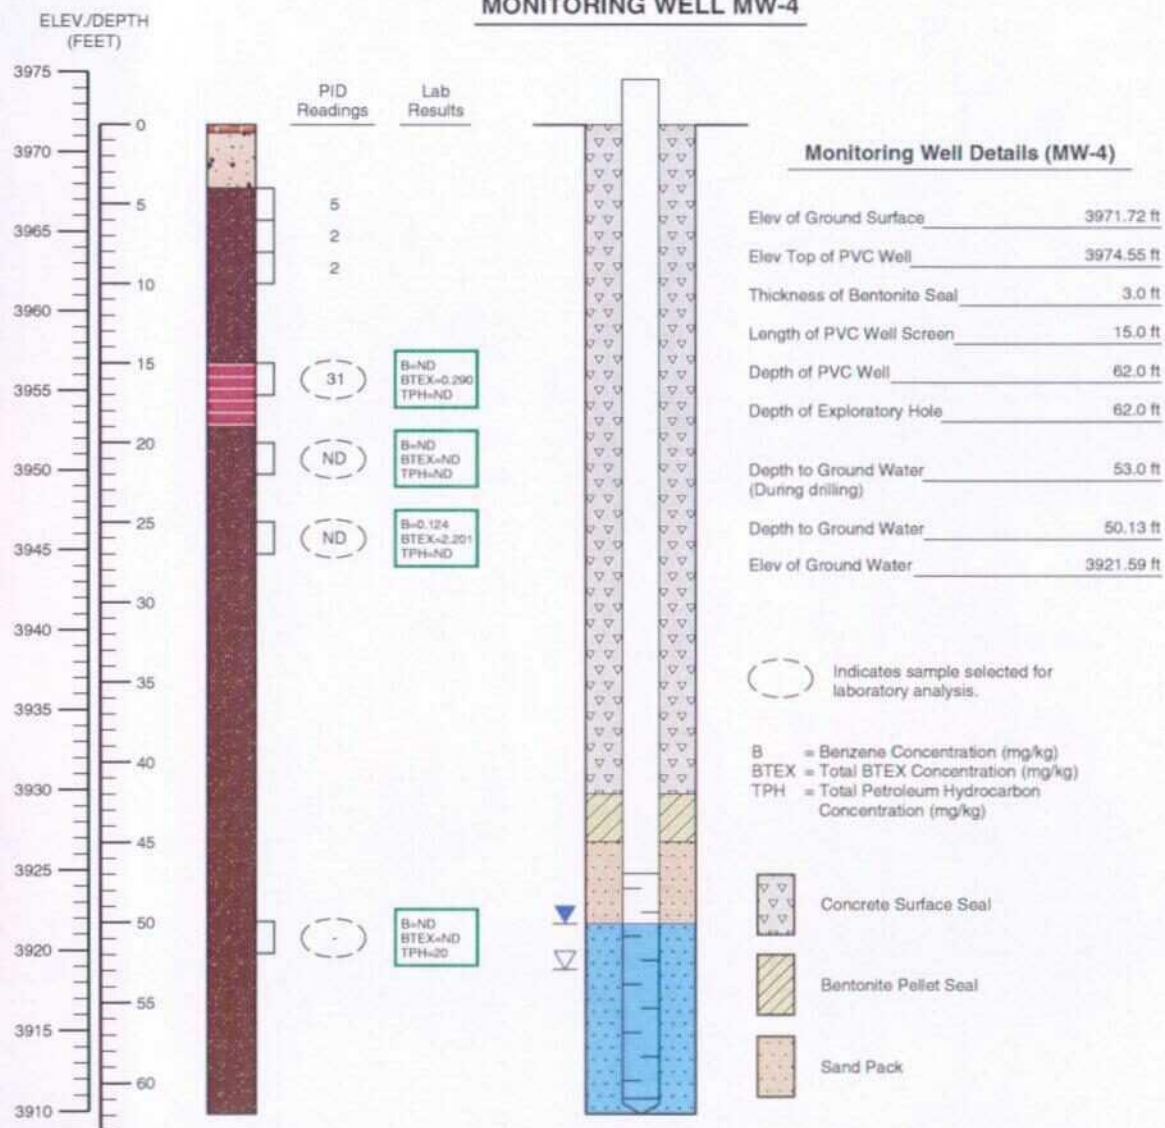 MONITORING WELL MW-4
ELEV./DEPTH
(FEET)
PID
Readings
Lab
Results
3975
3970
3965
3960
3955
3950
3945
3940
3935
3930
3925
3920
3915
3910
0
5
10
15
20
25
30
35
40
45
50
55
60
5
2
2
31
B=ND
BTEX=0.290
TPH=ND
ND
B=ND
BTEX=ND
TPH=ND
ND
B=0.124
BTEX=2.201
TPH=ND
-
B=ND
BTEX=ND
TPH=20
Monitoring Well Details (MW-4)
Elev of Ground Surface 3971.72 ft
Elev Top of PVC Well 3974.55 ft
Thickness of Bentonite Seal 3.0 ft
Length of PVC Well Screen 15.0 ft
Depth of PVC Well 62.0 ft
Depth of Exploratory Hole 62.0 ft
Depth to Ground Water 53.0 ft
(During drilling)
Depth to Ground Water 50.13 ft
Elev of Ground Water 3921.59 ft
Indicates sample selected for
laboratory analysis.
B = Benzene Concentration (mg/kg)
BTEX = Total BTEX Concentration (mg/kg)
TPH = Total Petroleum Hydrocarbon
Concentration (mg/kg)
Concrete Surface Seal
Bentonite Pellet Seal
Sand Pack